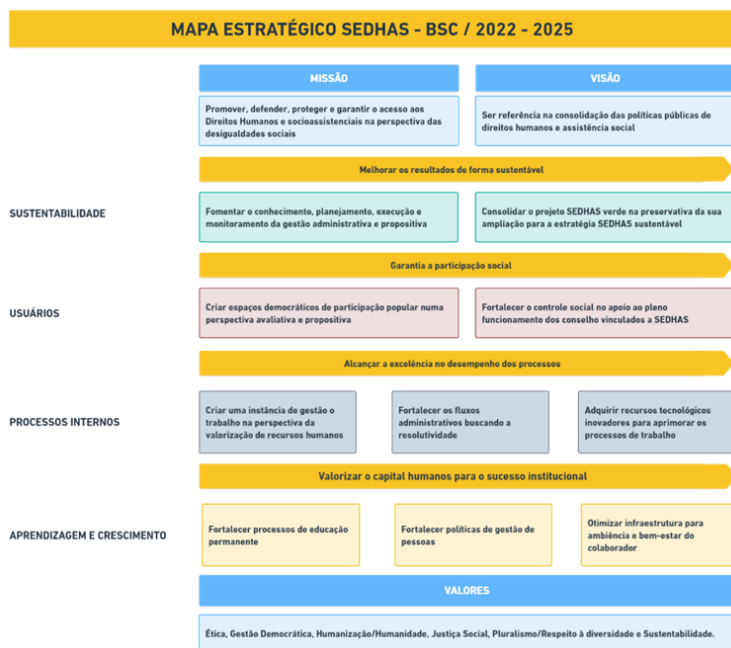 MAPA ESTRATÉGICO SEDHAS - BSC / 2022 - 2025
MISSÃO
Promover, defender, proteger e garantir o acesso aos
Direitos Humanos e socioassistenciais na perspectiva das
desigualdades sociais
VISÃO
Ser referência na consolidação das políticas públicas de
direitos humanos e assistência social
Melhorar os resultados de forma sustentável
SUSTENTABILIDADE
Fomentar o conhecimento, planejamento, execução e
monitoramento da gestão administrativa e propositiva
Consolidar o projeto SEDHAS verde na preservativa da sua
ampliação para a estratégia SEDHAS sustentável
Garantia a participação social
USUÁRIOS
Criar espaços democráticos de participação popular numa
perspectiva avaliativa e propositiva
Fortalecer o controle social no apoio ao pleno
funcionamento dos conselho vinculados a SEDHAS
Alcançar a excelência no desempenho dos processos
PROCESSOS INTERNOS
Criar uma instância de gestão o
trabalho na perspectiva da
valorização de recursos humanos
Fortalecer os fluxos
administrativos buscando a
resolutividade
Adquirir recursos tecnológicos
inovadores para aprimorar os
processos de trabalho
Valorizar o capital humanos para o sucesso institucional
APRENDIZAGEM E CRESCIMENTO
Fortalecer processos de educação
permanente
Fortalecer políticas de gestão de
pessoas
Otimizar infraestrutura para
ambiência e bem-estar do
colaborador
VALORES
Ética, Gestão Democrática, Humanização/Humanidade, Justiça Social, Pluralismo/Respeito à diversidade e Sustentabilidade.